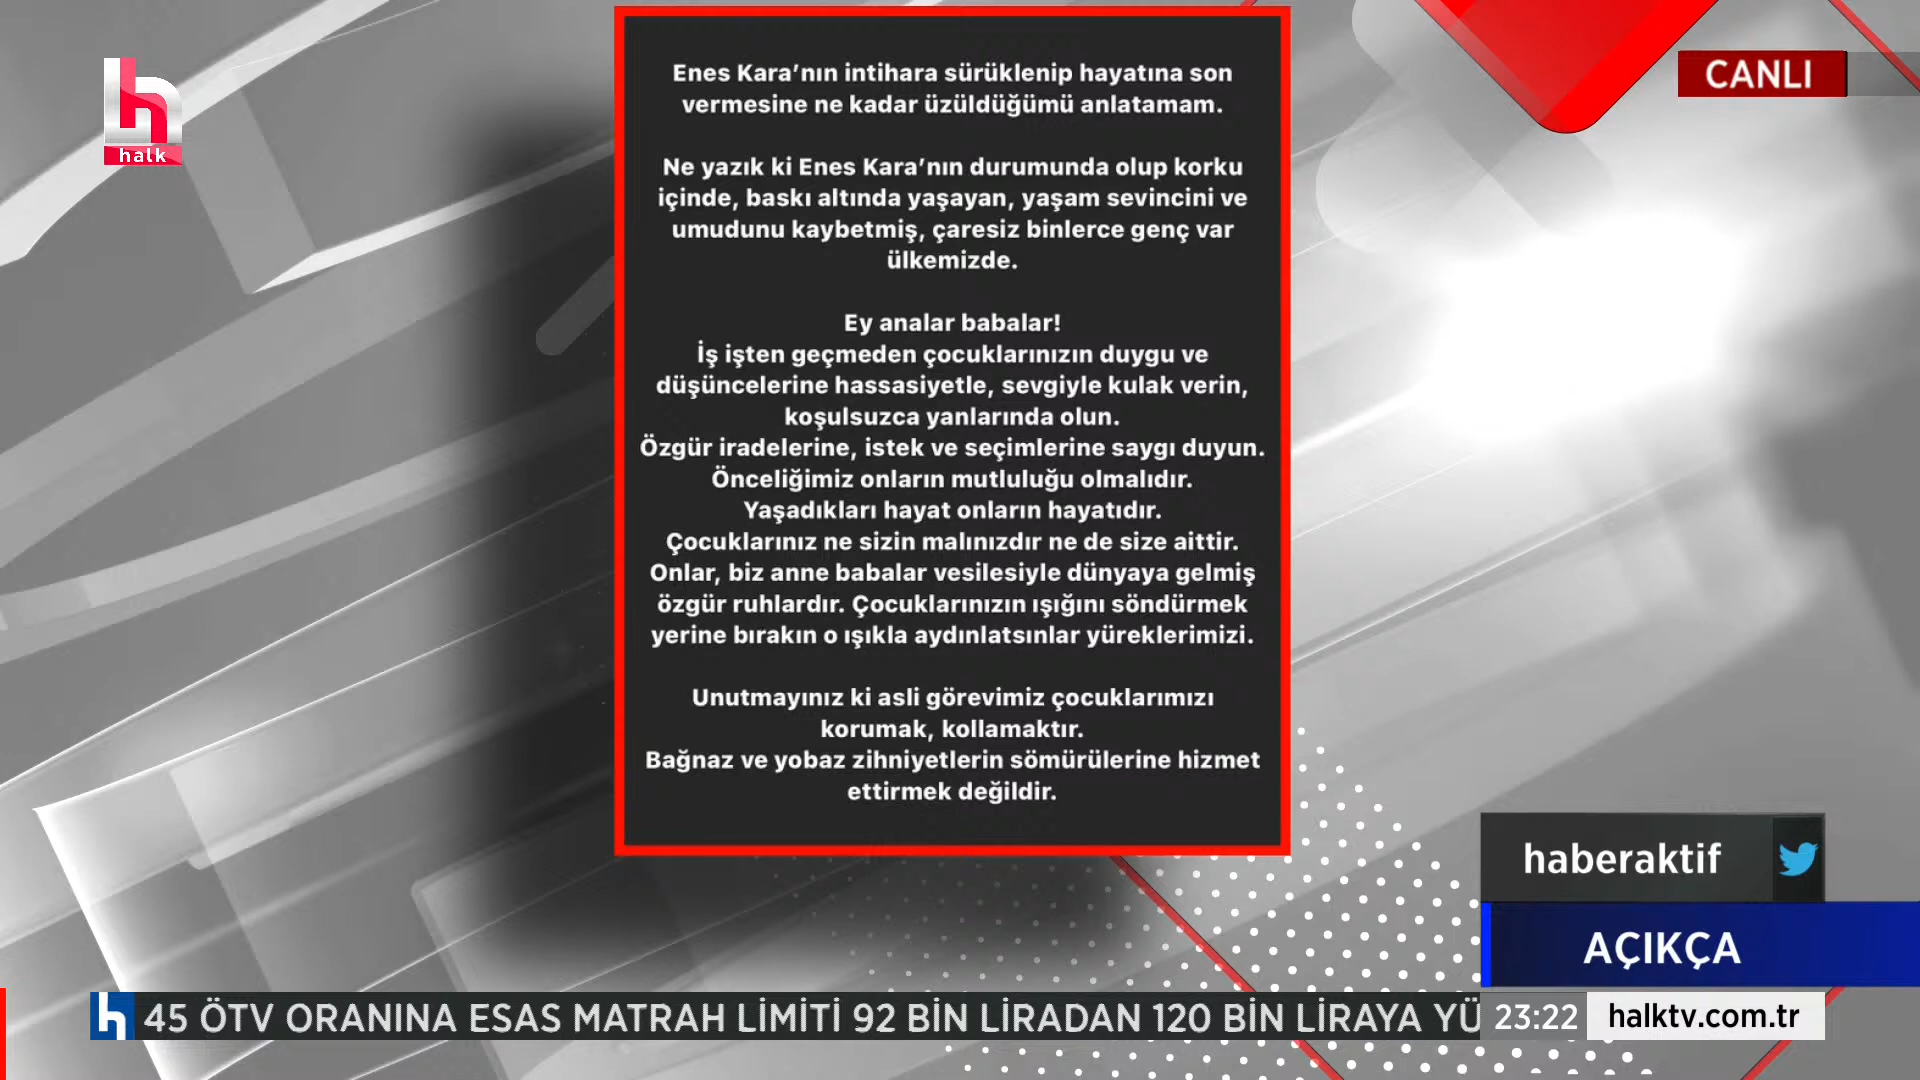 halk
CANLI
Enes Kara’nın intihara sürüklenip hayatına son
vermesine ne kadar üzüldüğümü anlatamam.
Ne yazık ki Enes Kara’nın durumunda olup korku
içinde, baskı altında yaşayan, yaşam sevincini ve
umudunu kaybetmiş, çaresiz binlerce genç var
ülkemizde.
Ey analar babalar!
İş işten geçmeden çocuklarınızın duygu ve
düşüncelerine hassasiyetle, sevgiyle kulak verin,
koşulsuzca yanlarında olun.
Özgür iradelerine, istek ve seçimlerine saygı duyun.
Önceliğimiz onların mutluluğu olmalıdır.
Yaşadıkları hayat onların hayatıdır.
Çocuklarınız ne sizin malınızdır ne de size aittir.
Onlar, biz anne babalar vesilesiyle dünyaya gelmiş
özgür ruhlardır. Çocuklarınızın ışığını söndürmek
yerine bırakın o ışıkla aydınlatsınlar yüreklerimizi.
Unutmayınız ki asli görevimiz çocuklarımızı
korumak, kollamaktır.
Bağnaz ve yobaz zihniyetlerin sömürülerine hizmet
ettirmek değildir.
haberaktif
AÇIKÇA
45 ÖTV ORANINA ESAS MATRAH LİMİTİ 92 BİN LİRADAN 120 BİN LİRAYA YÜ
23:22 halktv.com.tr